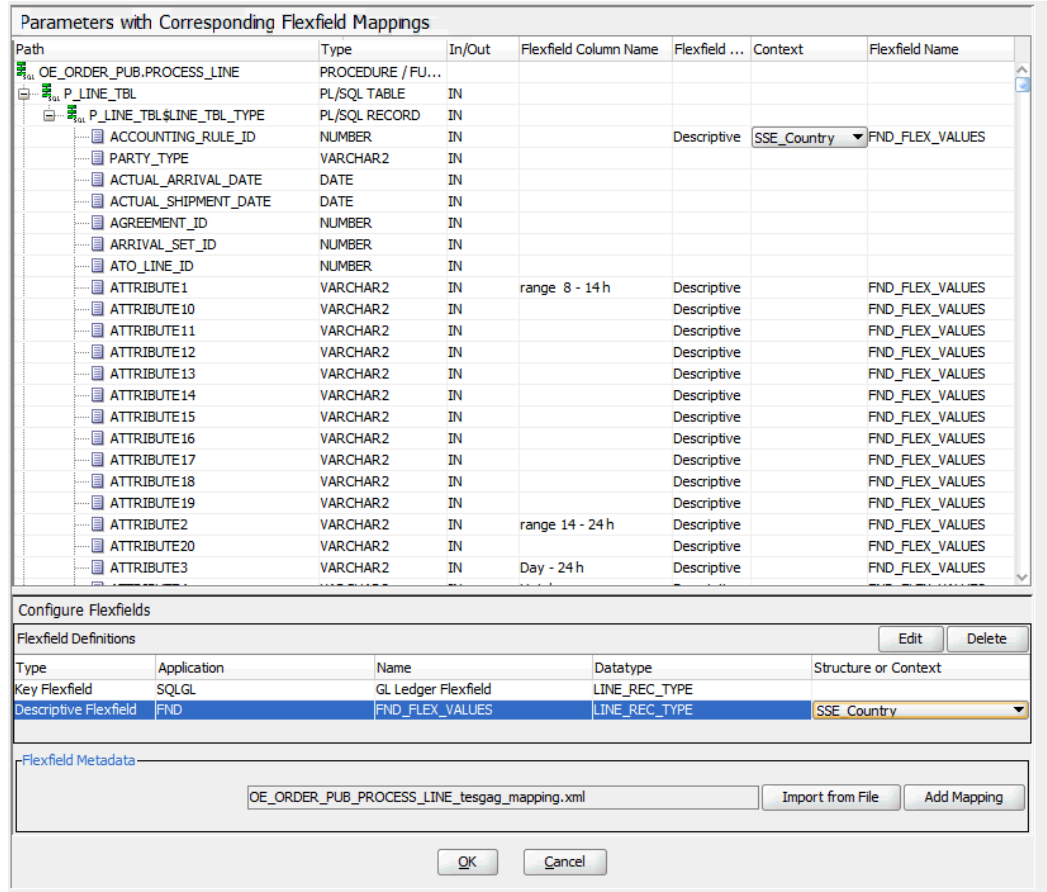 Parameters with Corresponding Flexfield Mappings
Path Type In/Out Flexfield Column Name Flexfield ... Context Flexfield Name
SQL OE_ORDER_PUB.PROCESS_LINE PROCEDURE / FU...
SQL P_LINE_TBL PL/SQL TABLE IN
SQL P_LINE_TBL$LINE_TBL_TYPE PL/SQL RECORD IN
ACCOUNTING_RULE_ID NUMBER IN Descriptive SSE_Country FND_FLEX_VALUES
PARTY_TYPE VARCHAR2 IN
ACTUAL_ARRIVAL_DATE DATE IN
ACTUAL_SHIPMENT_DATE DATE IN
AGREEMENT_ID NUMBER IN
ARRIVAL_SET_ID NUMBER IN
ATO_LINE_ID NUMBER IN
ATTRIBUTE1 VARCHAR2 IN range 8 - 14 h Descriptive FND_FLEX_VALUES
ATTRIBUTE10 VARCHAR2 IN Descriptive FND_FLEX_VALUES
ATTRIBUTE11 VARCHAR2 IN Descriptive FND_FLEX_VALUES
ATTRIBUTE12 VARCHAR2 IN Descriptive FND_FLEX_VALUES
ATTRIBUTE13 VARCHAR2 IN Descriptive FND_FLEX_VALUES
ATTRIBUTE14 VARCHAR2 IN Descriptive FND_FLEX_VALUES
ATTRIBUTE15 VARCHAR2 IN Descriptive FND_FLEX_VALUES
ATTRIBUTE16 VARCHAR2 IN Descriptive FND_FLEX_VALUES
ATTRIBUTE17 VARCHAR2 IN Descriptive FND_FLEX_VALUES
ATTRIBUTE18 VARCHAR2 IN Descriptive FND_FLEX_VALUES
ATTRIBUTE19 VARCHAR2 IN Descriptive FND_FLEX_VALUES
ATTRIBUTE2 VARCHAR2 IN range 14 - 24 h Descriptive FND_FLEX_VALUES
ATTRIBUTE20 VARCHAR2 IN Descriptive FND_FLEX_VALUES
ATTRIBUTE3 VARCHAR2 IN Day - 24 h Descriptive FND_FLEX_VALUES
Configure Flexfields
Flexfield Definitions Edit Delete
Type Application Name Datatype Structure or Context
Key Flexfield SQLGL GL Ledger Flexfield LINE_REC_TYPE
Descriptive Flexfield FND FND_FLEX_VALUES LINE_REC_TYPE SSE_Country
Flexfield Metadata
OE_ORDER_PUB_PROCESS_LINE_tesgag_mapping.xml Import from File Add Mapping
OK Cancel